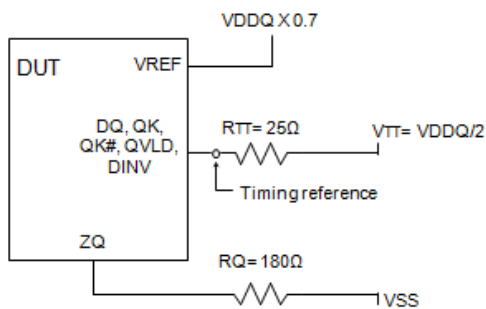 VDDQ X 0.7
DUT
VREF
DQ, QK,
QK#, QVLD,
DINV
RTT= 25Ω
VTT= VDDQ/2
Timing reference
ZQ
RQ= 180Ω
VSS